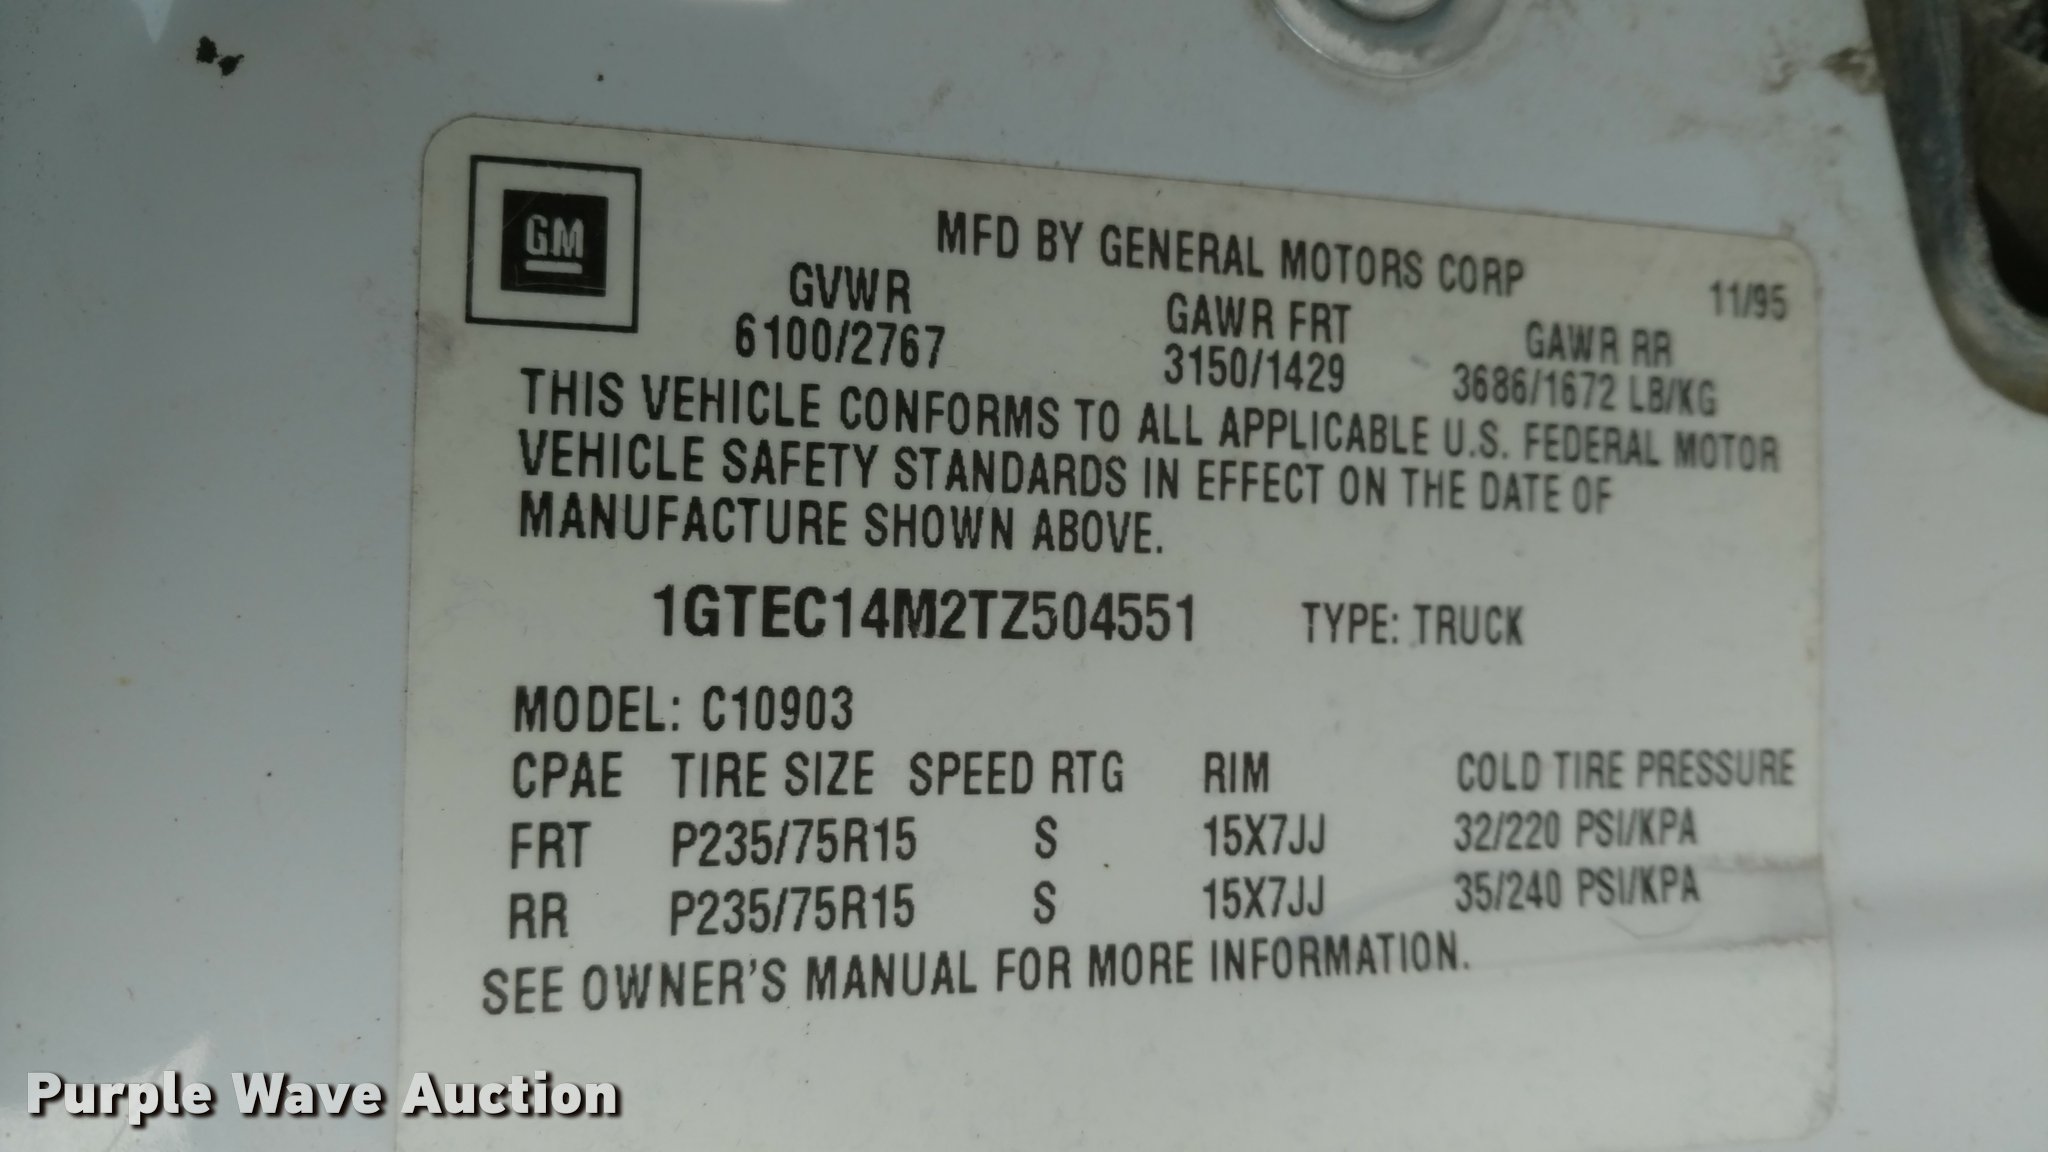 GM
MFD BY GENERAL MOTORS CORP
11/95
GVWR GAWR FRT GAWR RR
6100/2767 3150/1429 3686/1672 LB/KG
THIS VEHICLE CONFORMS TO ALL APPLICABLE U.S. FEDERAL MOTOR
VEHICLE SAFETY STANDARDS IN EFFECT ON THE DATE OF
MANUFACTURE SHOWN ABOVE.
1GTEC14M2TZ504551 TYPE: TRUCK
MODEL: C10903
CPAE TIRE SIZE SPEED RTG RIM COLD TIRE PRESSURE
FRT P235/75R15 S 15X7JJ 32/220 PSI/KPA
RR P235/75R15 S 15X7JJ 35/240 PSI/KPA
SEE OWNER'S MANUAL FOR MORE INFORMATION.
Purple Wave Auction